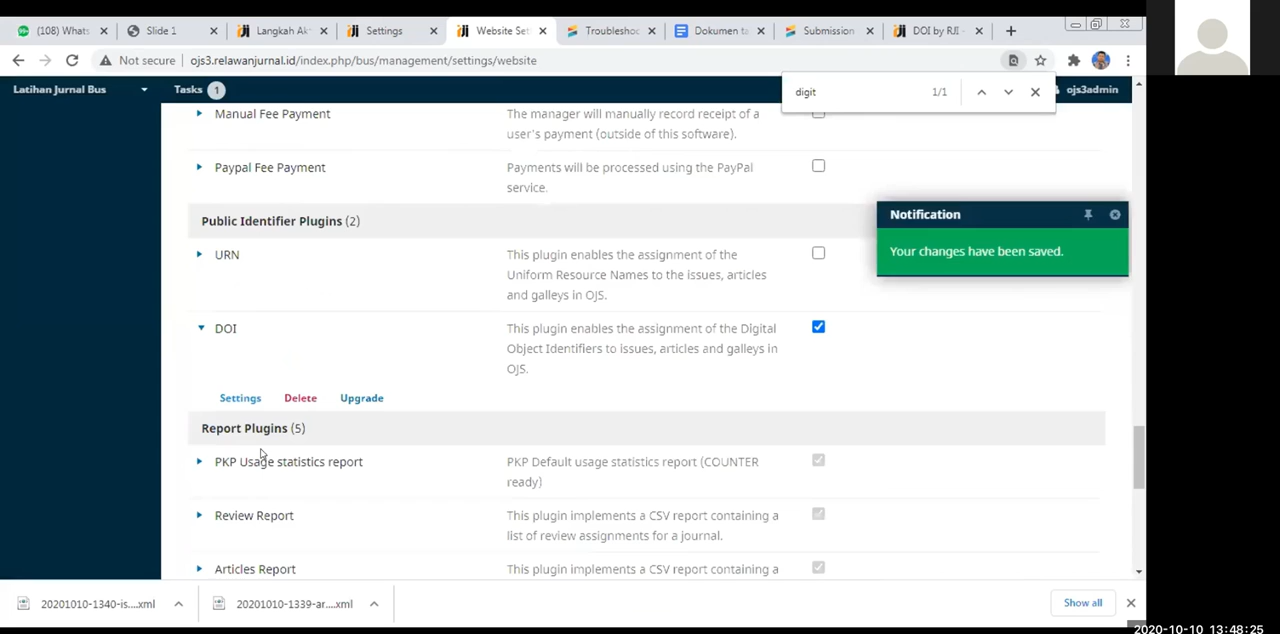 (108) Whats
Slide 1
Langkah Ak
Settings
Website Set
Troubleshoo
Dokumen ta
Submission
DOI by RJI -
Not secure
ojs3.relawanjurnal.id/index.php/bus/management/settings/website
digit
1/1
Latihan Jurnal Bus
Tasks 1
ojs3admin
Manual Fee Payment
The manager will manually record receipt of a
user's payment (outside of this software).
Paypal Fee Payment
Payments will be processed using the PayPal
service.
Public Identifier Plugins (2)
Notification
Your changes have been saved.
URN
This plugin enables the assignment of the
Uniform Resource Names to the issues, articles
and galleys in OJS.
DOI
This plugin enables the assignment of the Digital
Object Identifiers to issues, articles and galleys in
OJS.
Settings Delete Upgrade
Report Plugins (5)
PKP Usage statistics report
PKP Default usage statistics report (COUNTER
ready)
Review Report
This plugin implements a CSV report containing a
list of review assignments for a journal.
Articles Report
This plugin implements a CSV report containing a
20201010-1340-is....xml
20201010-1339-ar....xml
Show all
2020-10-10 13:48:25